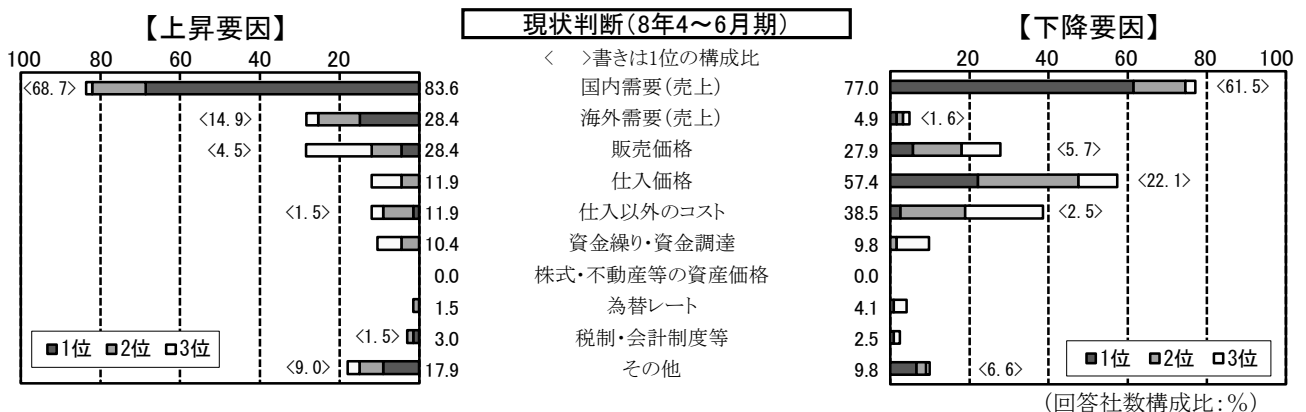 現状判断(8年4～6月期)
【上昇要因】
【下降要因】
〈　〉書きは1位の構成比
100 80 60 40 20
20 40 60 80 100
<68.7> 83.6 国内需要(売上) 77.0 <61.5>
<14.9> 28.4 海外需要(売上) 4.9 <1.6>
<4.5> 28.4 販売価格 27.9 <5.7>
11.9 仕入価格 57.4 <22.1>
<1.5> 11.9 仕入以外のコスト 38.5 <2.5>
10.4 資金繰り・資金調達 9.8
0.0 株式・不動産等の資産価格 0.0
1.5 為替レート 4.1
<1.5> 3.0 税制・会計制度等 2.5
<9.0> 17.9 その他 9.8 <6.6>
■1位 ■2位 □3位
■1位 ■2位 □3位
(回答社数構成比:%)